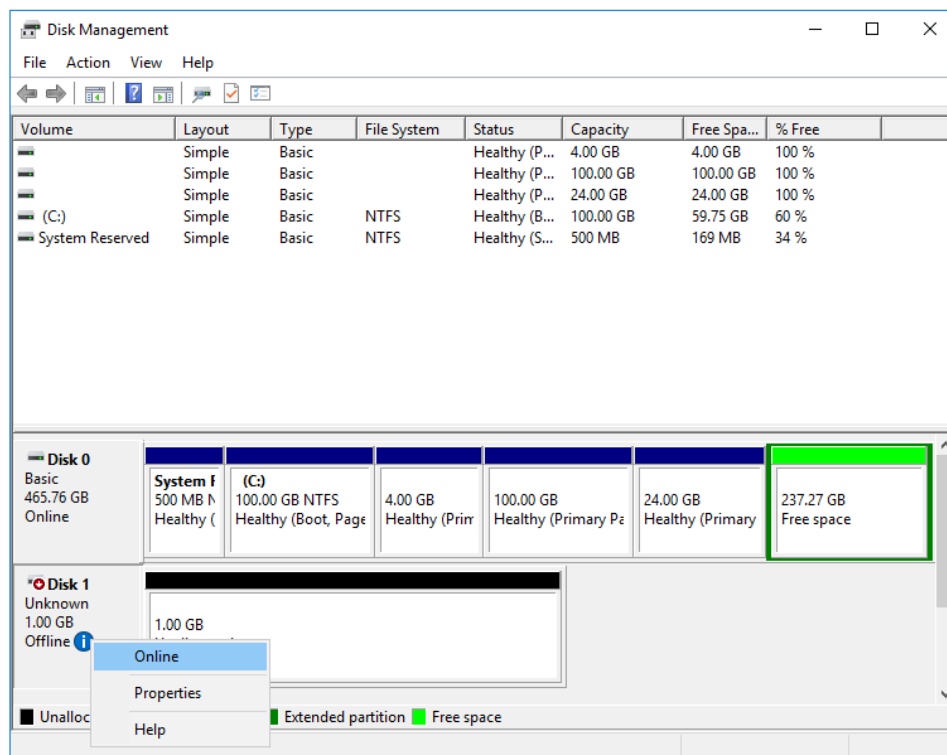 Disk Management
File Action View Help
Volume Layout Type File System Status Capacity Free Spa... % Free
Simple Basic Healthy (P... 4.00 GB 4.00 GB 100 %
Simple Basic Healthy (P... 100.00 GB 100.00 GB 100 %
Simple Basic Healthy (P... 24.00 GB 24.00 GB 100 %
(C:) Simple Basic NTFS Healthy (B... 100.00 GB 59.75 GB 60 %
System Reserved Simple Basic NTFS Healthy (S... 500 MB 169 MB 34 %
Disk 0
Basic
465.76 GB
Online
System
500 MB N
Healthy (
(C:)
100.00 GB NTFS
Healthy (Boot, Page
4.00 GB
Healthy (Prim
100.00 GB
Healthy (Primary Pa
24.00 GB
Healthy (Primary
237.27 GB
Free space
Disk 1
Unknown
1.00 GB
Offline
1.00 GB
Online
Properties
Help
Unalloc
Extended partition
Free space